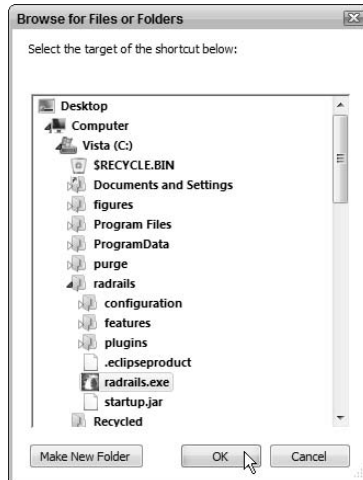 Browse for Files or Folders
Select the target of the shortcut below:
Desktop
Computer
Vista (C:)
$RECYCLE.BIN
Documents and Settings
figures
Program Files
ProgramData
purge
radrails
configuration
features
plugins
.eclipseproduct
radrails.exe
startup.jar
Recycled
Make New Folder
OK
Cancel